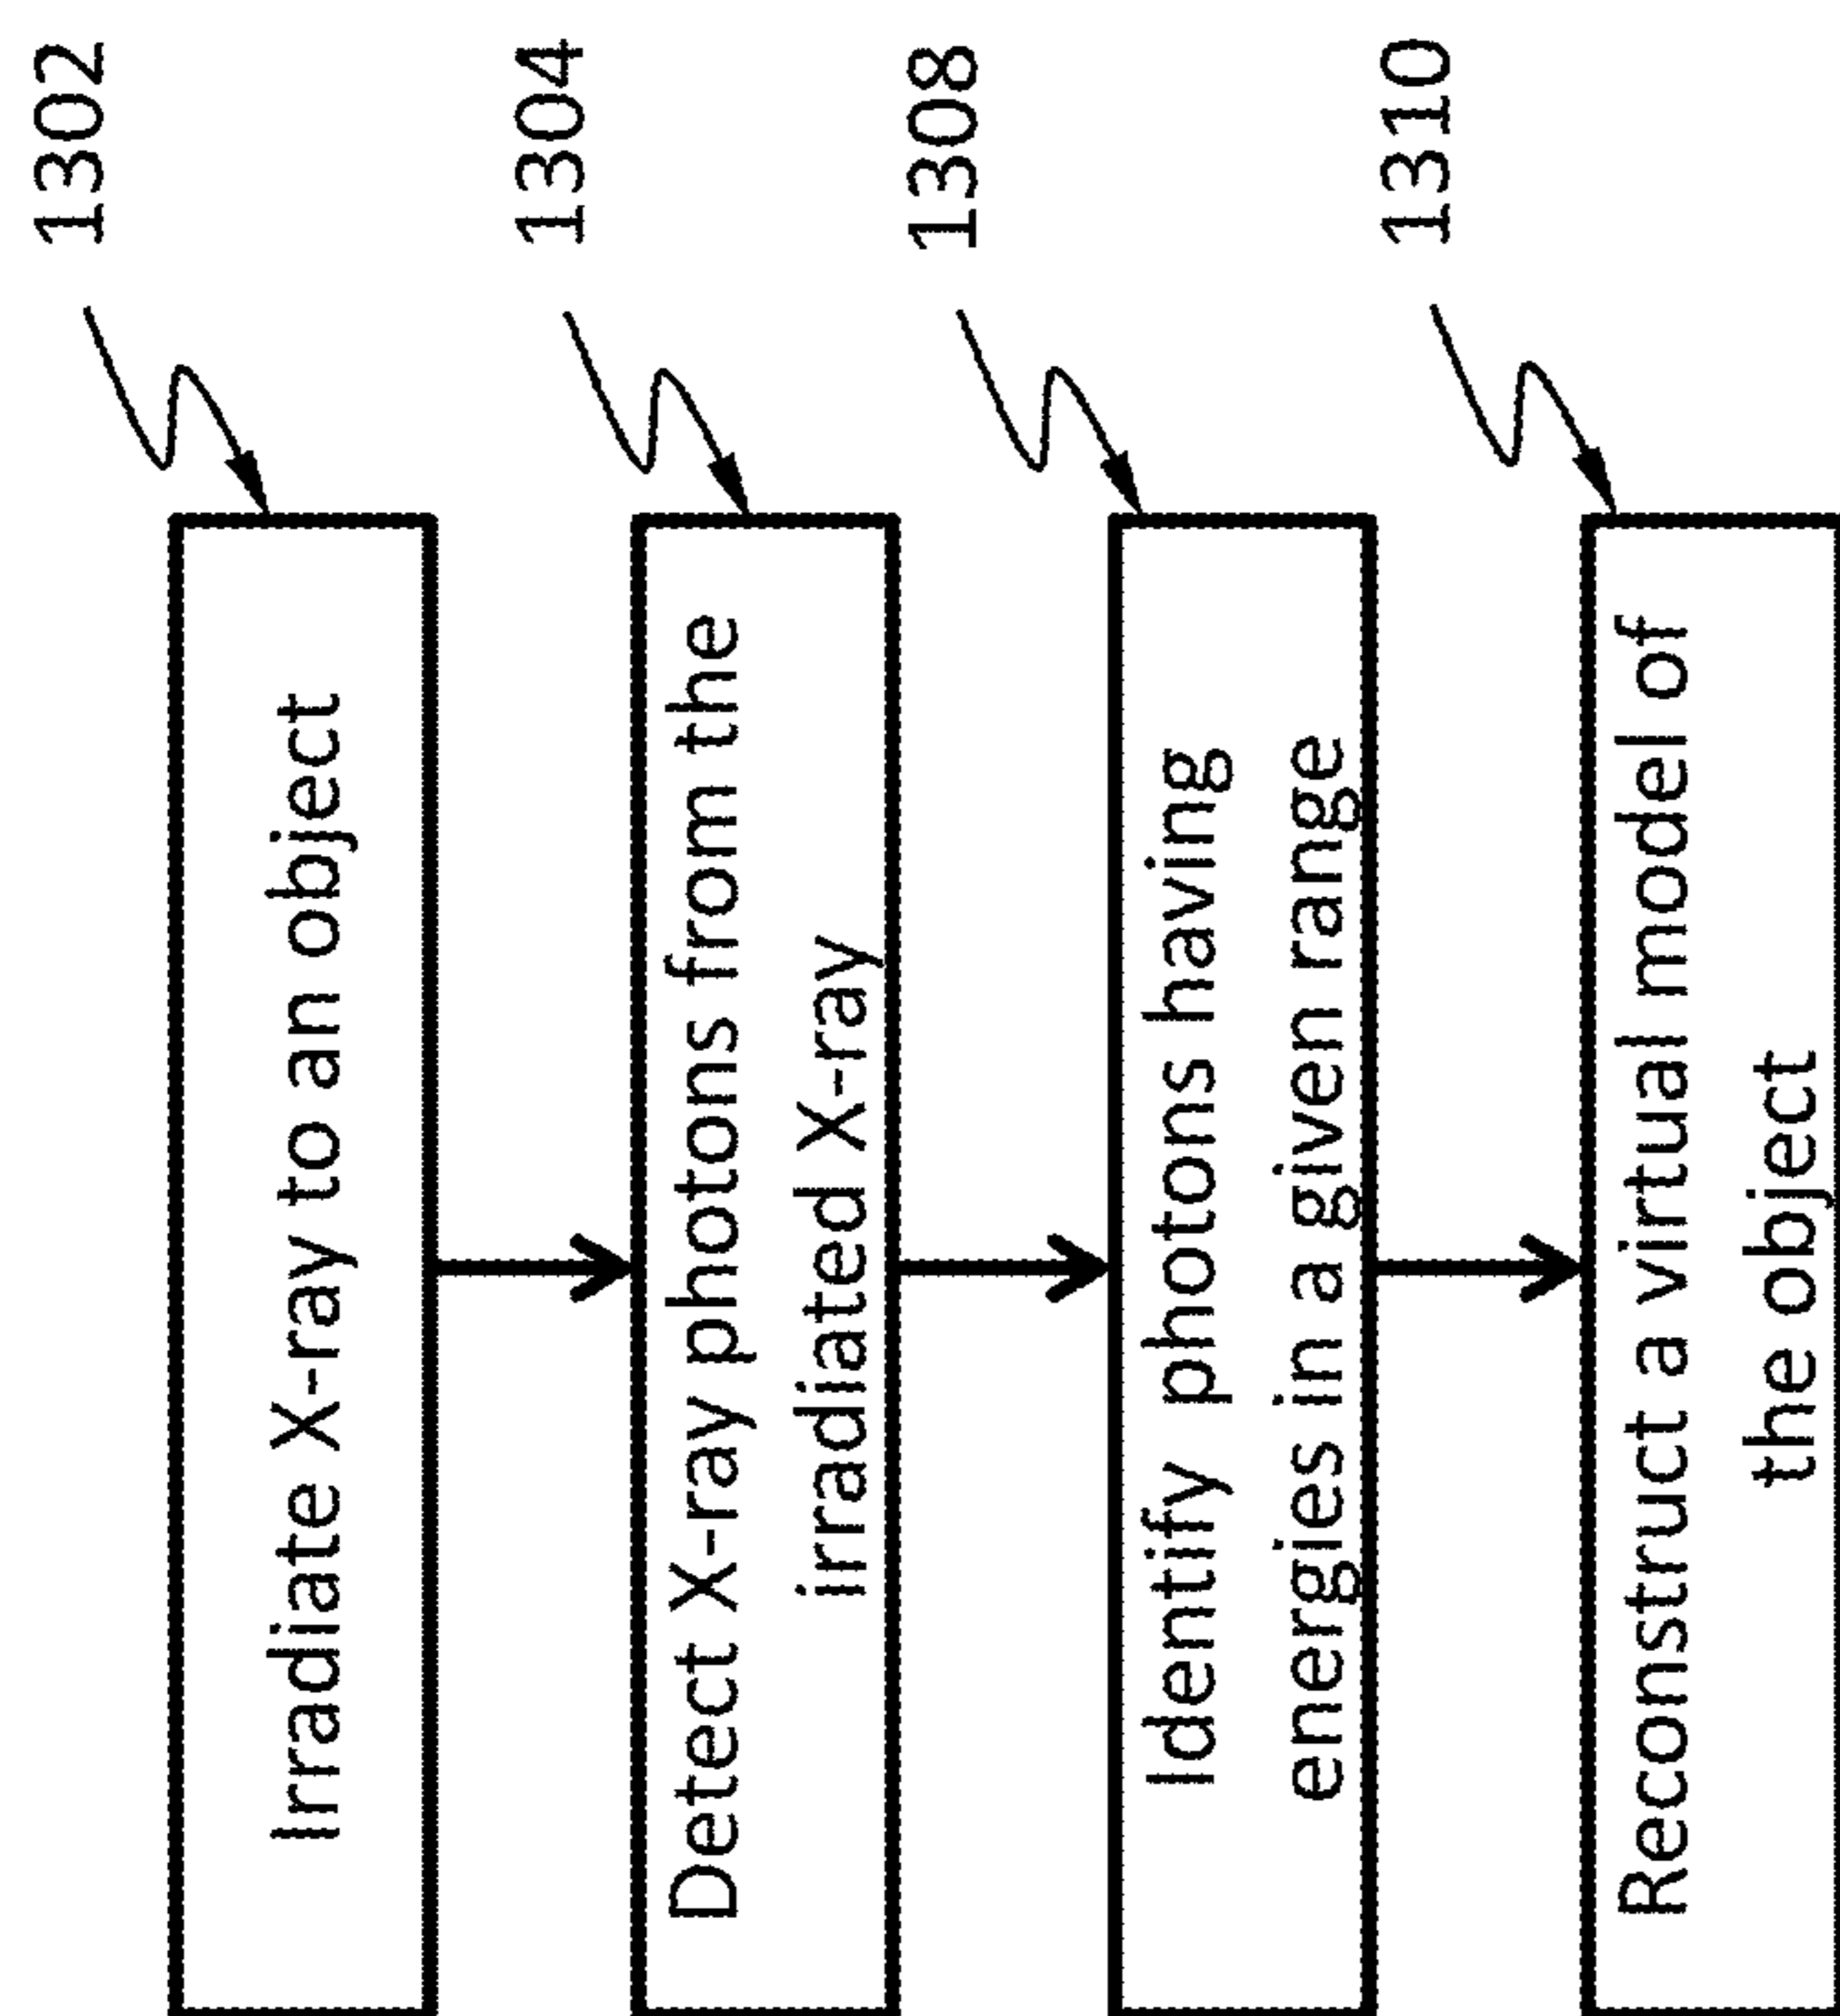 1302
Irradiate X-ray to an object
1304
Detect X-ray photons from the
irradiated X-ray
1308
Identify photons having
energies in a given range
1310
Reconstruct a virtual model of
the object